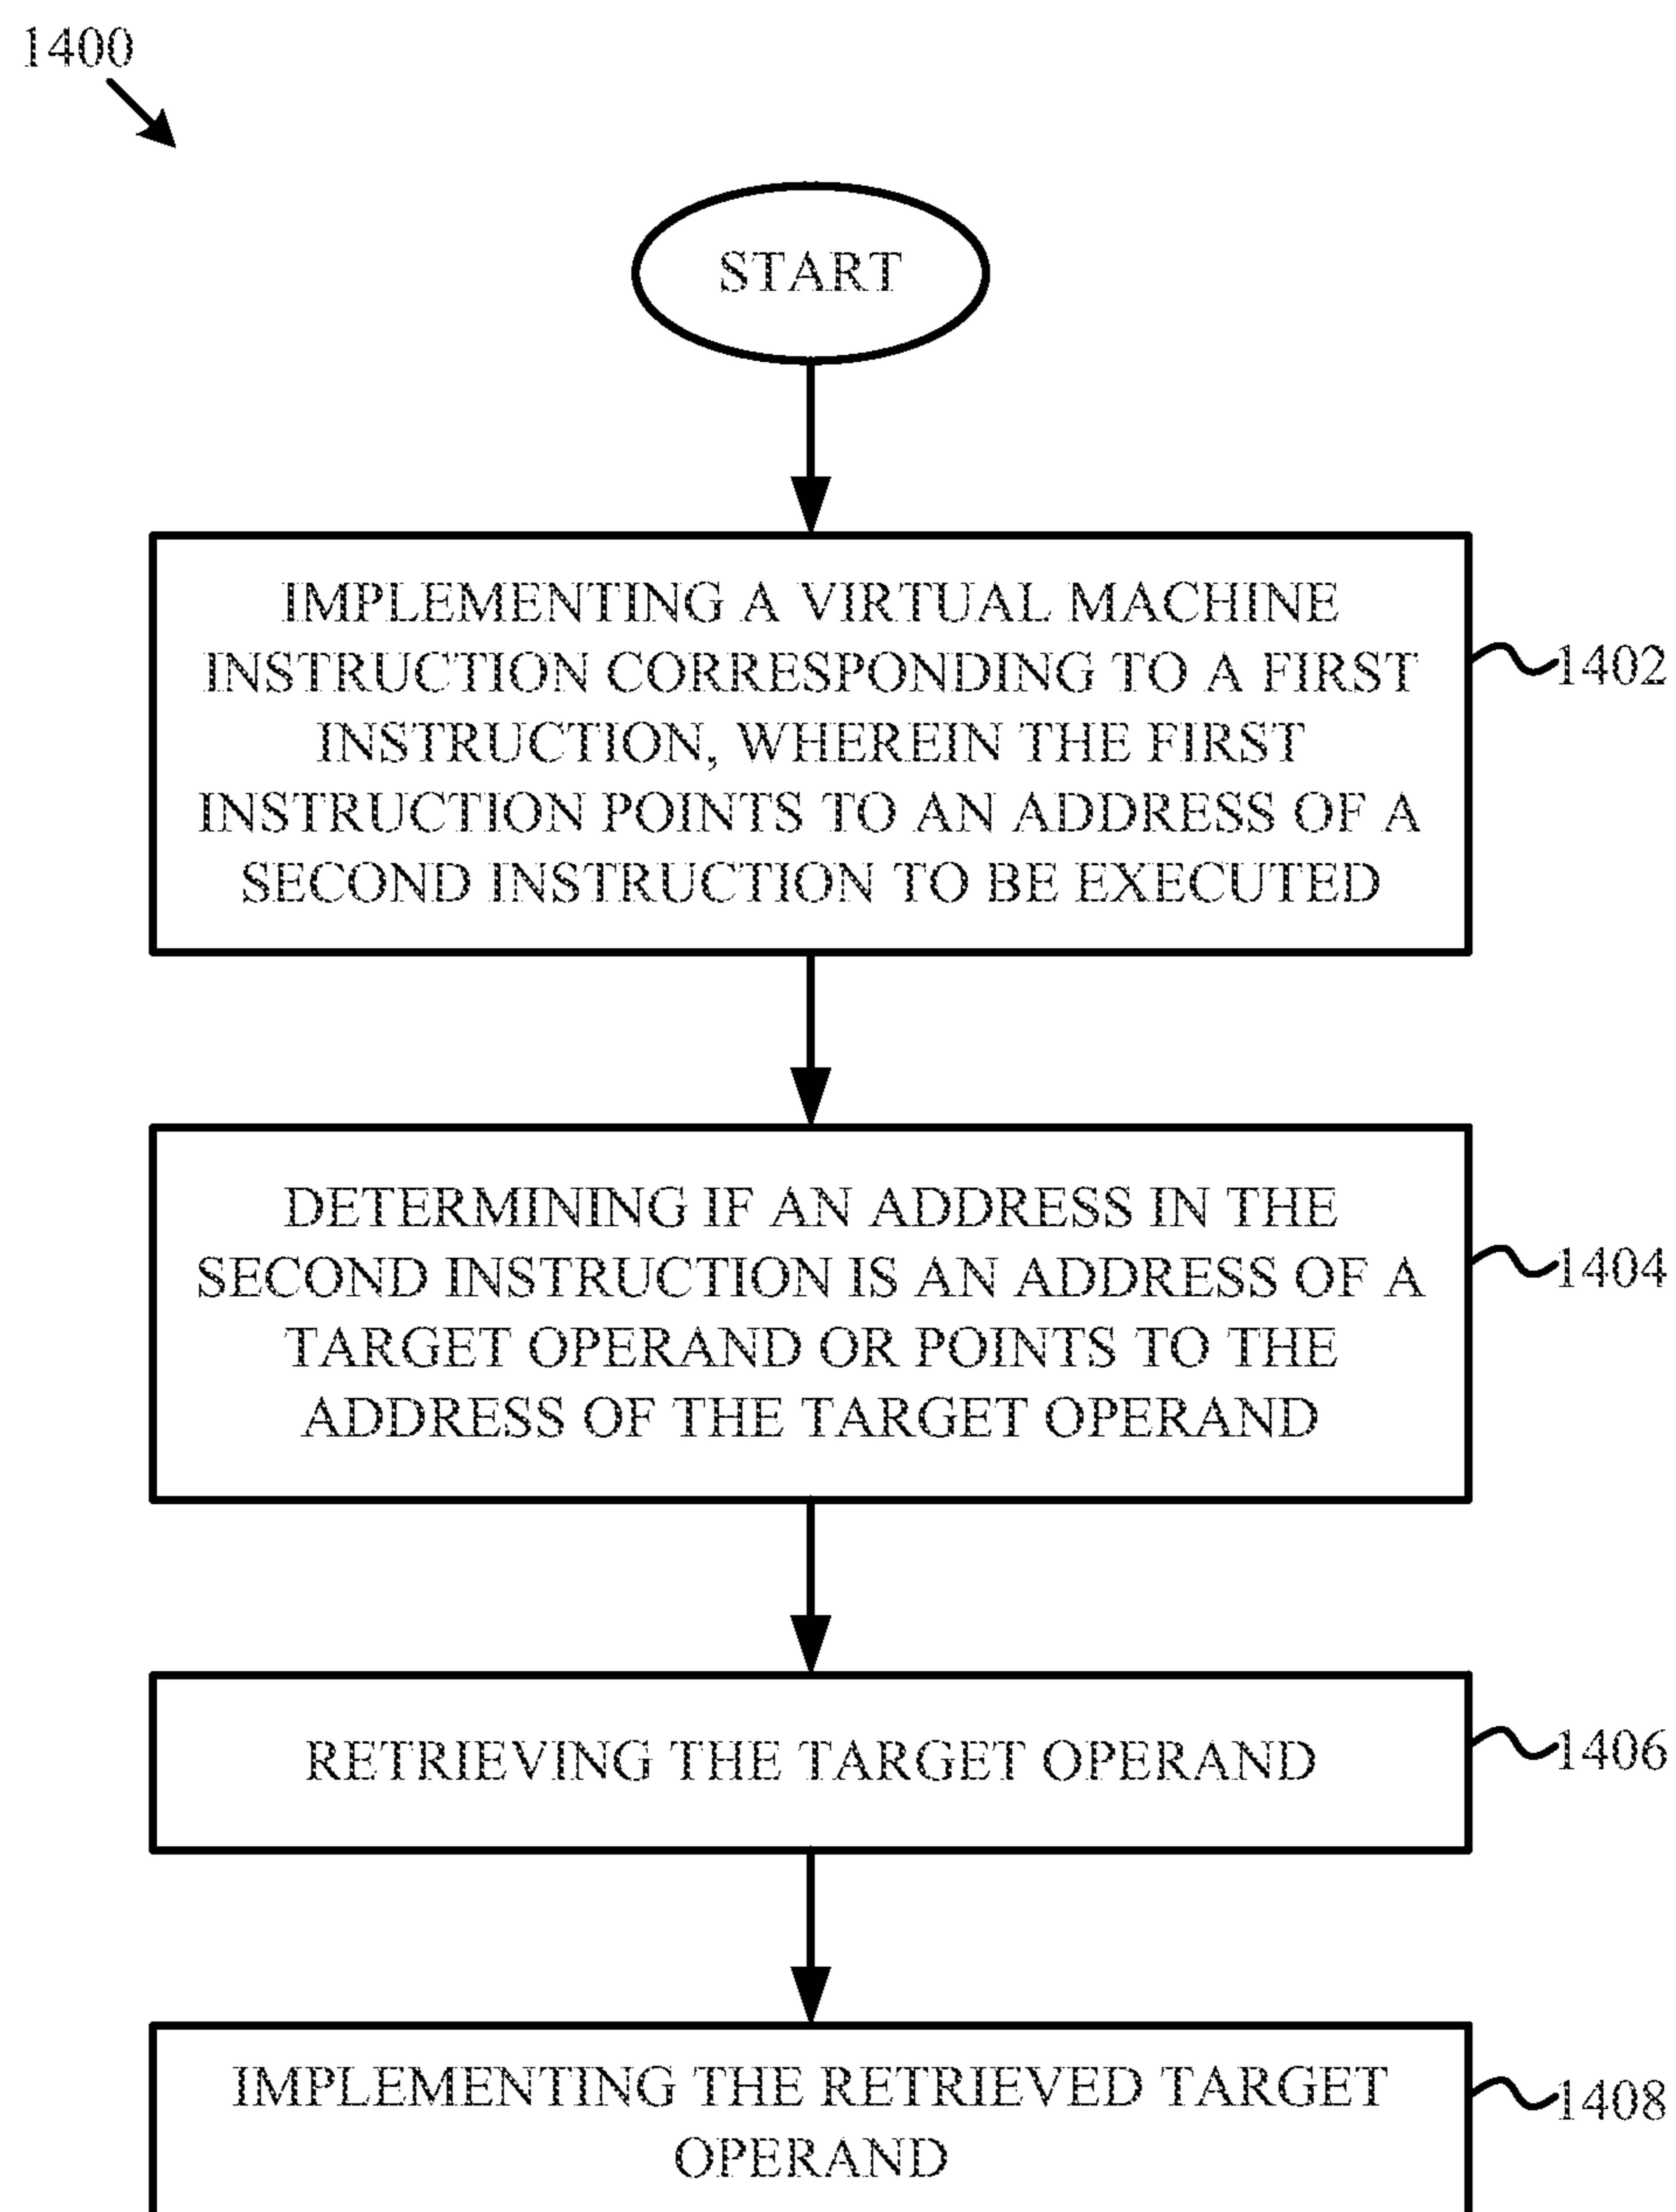 1400
START
IMPLEMENTING A VIRTUAL MACHINE
INSTRUCTION CORRESPONDING TO A FIRST
INSTRUCTION, WHEREIN THE FIRST
INSTRUCTION POINTS TO AN ADDRESS OF A
SECOND INSTRUCTION TO BE EXECUTED
1402
DETERMINING IF AN ADDRESS IN THE
SECOND INSTRUCTION IS AN ADDRESS OF A
TARGET OPERAND OR POINTS TO THE
ADDRESS OF THE TARGET OPERAND
1404
RETRIEVING THE TARGET OPERAND
1406
IMPLEMENTING THE RETRIEVED TARGET
OPERAND
1408